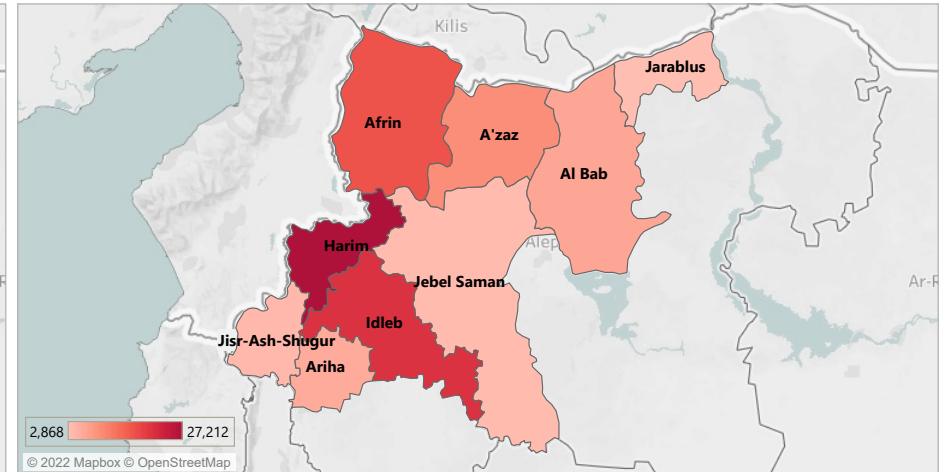 Kilis
Jarablus
Afrin
A'zaz
Al Bab
Harim
Alep
Jebel Saman
Ar-R
Idleb
Jisr-Ash-Shugur
Ariha
2,868
27,212
© 2022 Mapbox © OpenStreetMap